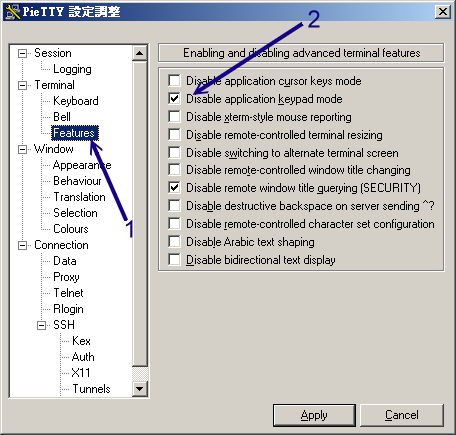 PieTTY 設定調整
Session
Logging
Terminal
Keyboard
Bell
Features
Window
Appearance
Behaviour
Translation
Selection
Colours
Connection
Data
Proxy
Telnet
Rlogin
SSH
Kex
Auth
X11
Tunnels
1
2
Enabling and disabling advanced terminal features
Disable application cursor keys mode
Disable application keypad mode
Disable xterm-style mouse reporting
Disable remote-controlled terminal resizing
Disable switching to alternate terminal screen
Disable remote-controlled window title changing
Disable remote window title querying (SECURITY)
Disable destructive backspace on server sending ^?
Disable remote-controlled character set configuration
Disable Arabic text shaping
Disable bidirectional text display
Apply
Cancel